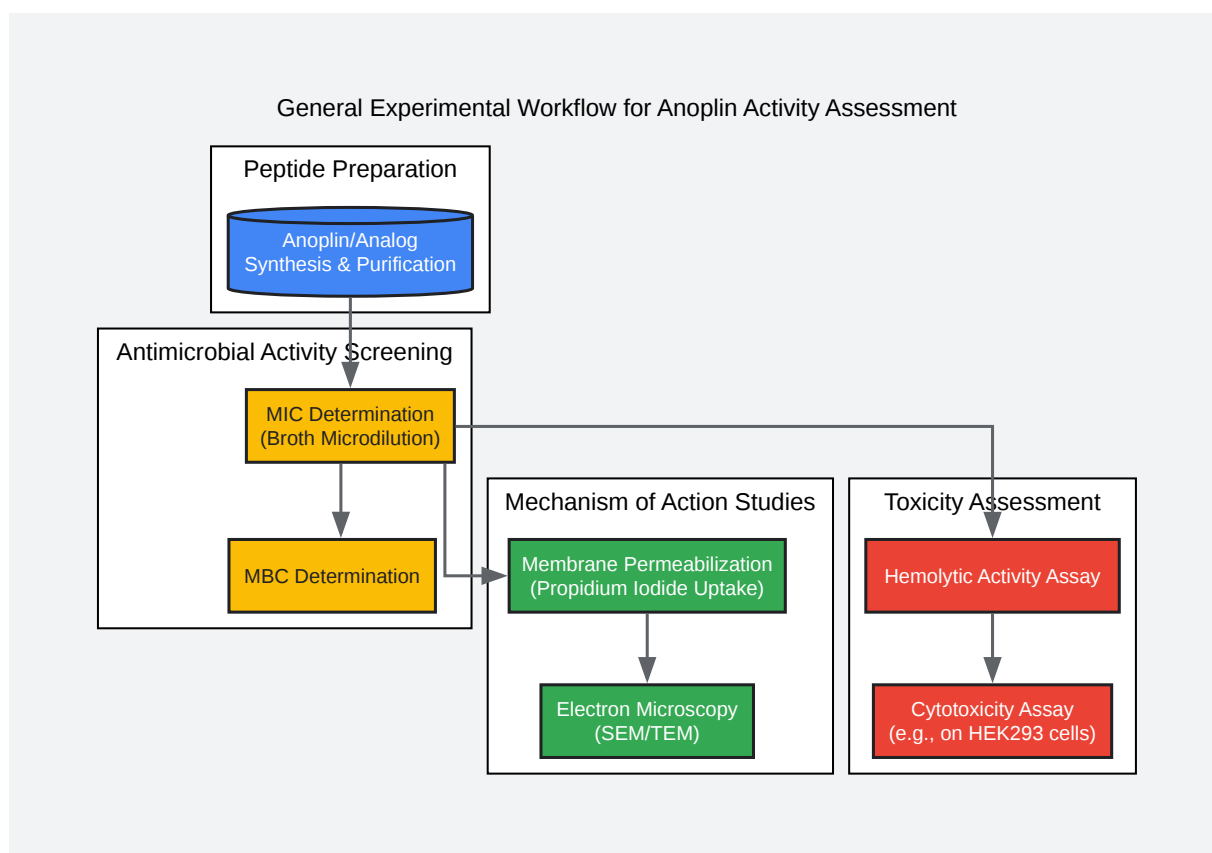 General Experimental Workflow for Anoplin Activity Assessment
Peptide Preparation
Anoplin/Analog
Synthesis & Purification
Antimicrobial Activity Screening
MIC Determination
(Broth Microdilution)
MBC Determination
Mechanism of Action Studies
Membrane Permeabilization
(Propidium Iodide Uptake)
Electron Microscopy
(SEM/TEM)
Toxicity Assessment
Hemolytic Activity Assay
Cytotoxicity Assay
(e.g., on HEK293 cells)